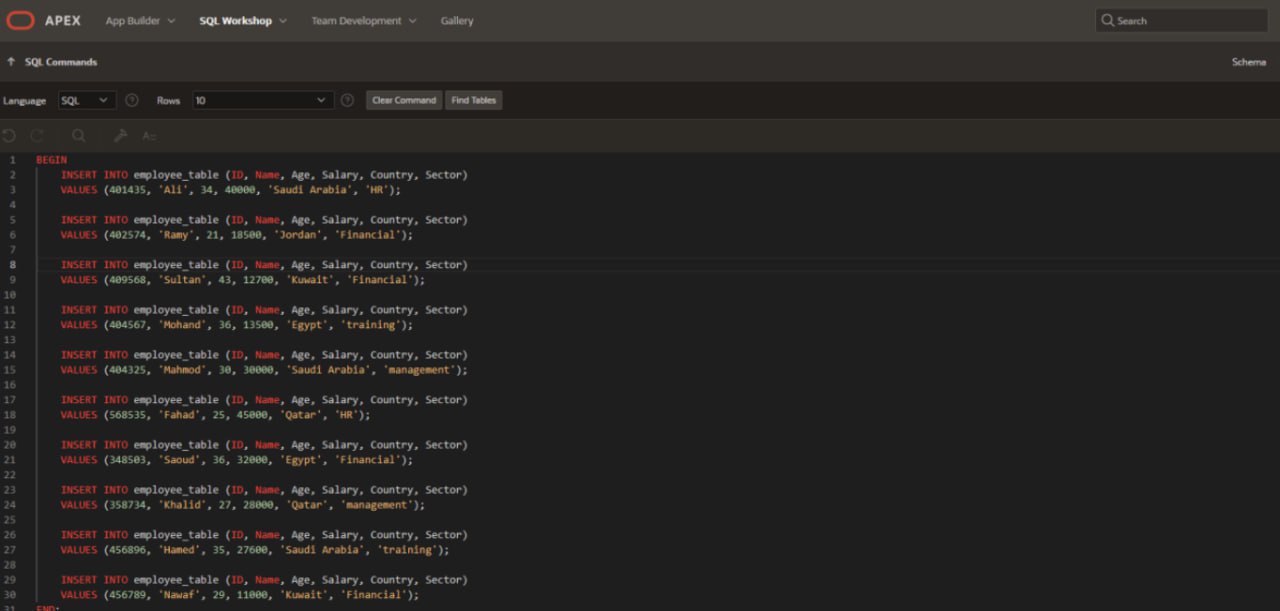 APEX App Builder SQL Workshop Team Development Gallery Search
SQL Commands Schema
Language SQL Rows 10 Clear Command Find Tables
1 BEGIN
2 INSERT INTO employee_table (ID, Name, Age, Salary, Country, Sector)
3 VALUES (401435, 'Ali', 34, 40000, 'Saudi Arabia', 'HR');
4
5 INSERT INTO employee_table (ID, Name, Age, Salary, Country, Sector)
6 VALUES (402574, 'Ramy', 21, 18500, 'Jordan', 'Financial');
7
8 INSERT INTO employee_table (ID, Name, Age, Salary, Country, Sector)
9 VALUES (409568, 'Sultan', 43, 12700, 'Kuwait', 'Financial');
10
11 INSERT INTO employee_table (ID, Name, Age, Salary, Country, Sector)
12 VALUES (404567, 'Mohand', 36, 13500, 'Egypt', 'training');
13
14 INSERT INTO employee_table (ID, Name, Age, Salary, Country, Sector)
15 VALUES (404325, 'Mahmod', 30, 30000, 'Saudi Arabia', 'management');
16
17 INSERT INTO employee_table (ID, Name, Age, Salary, Country, Sector)
18 VALUES (568535, 'Fahad', 25, 45000, 'Qatar', 'HR');
19
20 INSERT INTO employee_table (ID, Name, Age, Salary, Country, Sector)
21 VALUES (348503, 'Saoud', 36, 32000, 'Egypt', 'Financial');
22
23 INSERT INTO employee_table (ID, Name, Age, Salary, Country, Sector)
24 VALUES (358734, 'Khalid', 27, 28000, 'Qatar', 'management');
25
26 INSERT INTO employee_table (ID, Name, Age, Salary, Country, Sector)
27 VALUES (456896, 'Hamed', 35, 27600, 'Saudi Arabia', 'training');
28
29 INSERT INTO employee_table (ID, Name, Age, Salary, Country, Sector)
30 VALUES (456789, 'Nawaf', 29, 11000, 'Kuwait', 'Financial');
31 END;